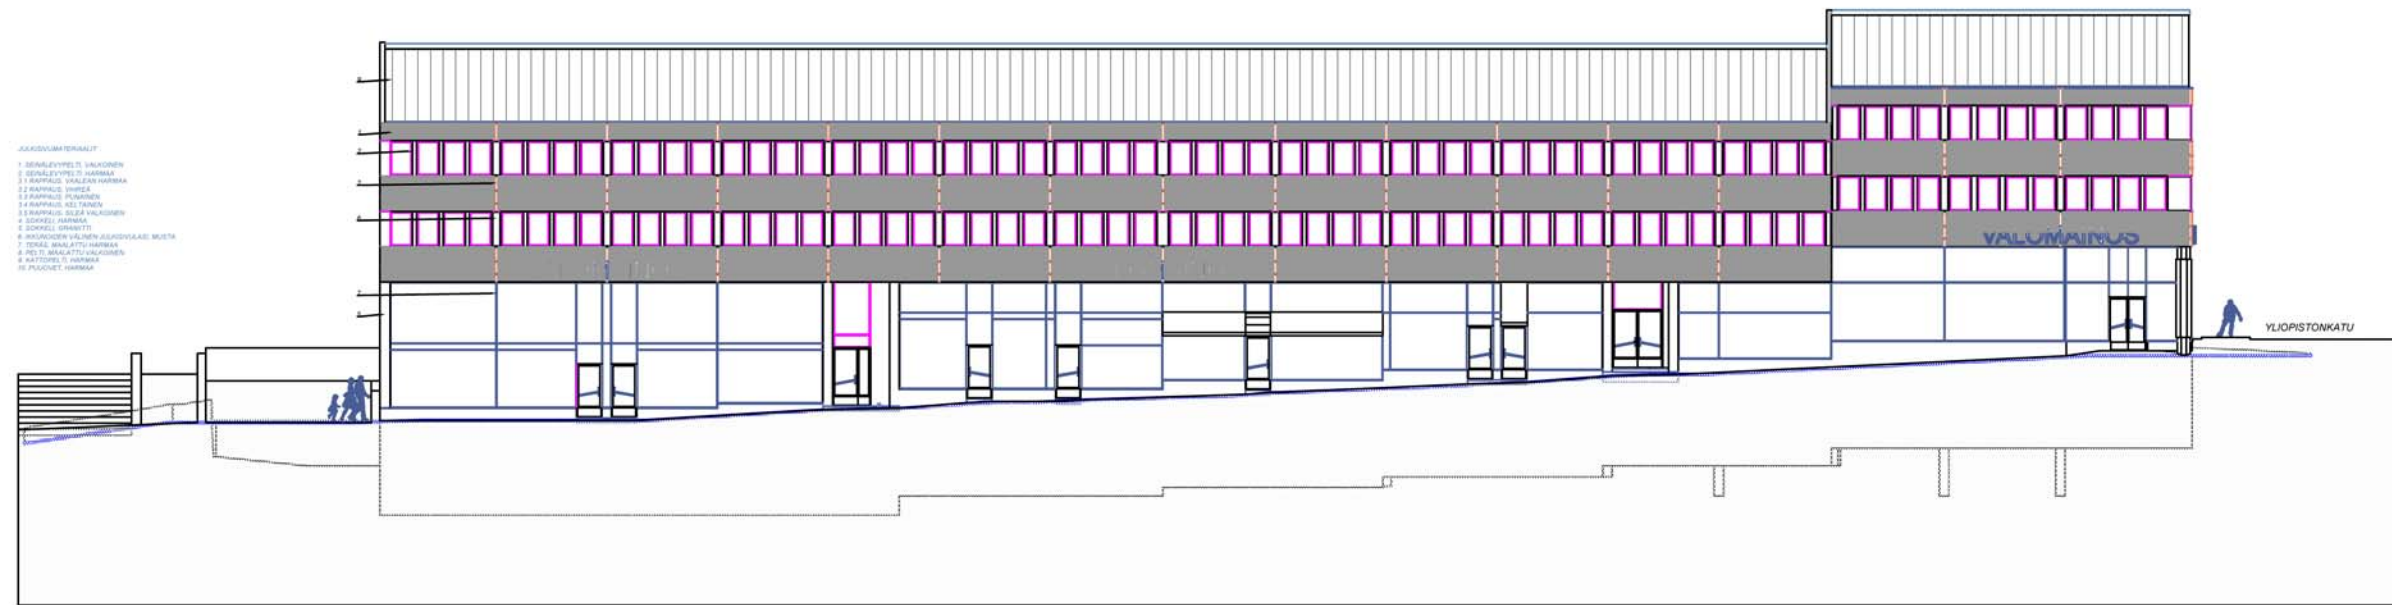 JULKISIVUMATERIAALIT
1. SEINÄLEVYPELTI, VALKOINEN
2. SEINÄLEVYPELTI, HARMAA
3.1 RAPPAUS, VAALEAN HARMAA
3.2 RAPPAUS, VIHREÄ
3.3 RAPPAUS, PUNAINEN
3.4 RAPPAUS, KELTAINEN
3.5 RAPPAUS, SILEÄ VALKOINEN
4. SOKKELI, HARMAA
5. SOKKELI, GRANIITTI
6. IKKUNOIDEN VÄLINEN JULKISIVULASI, MUSTA
7. TERÄS, MAALATTU HARMAA
8. PELTI, MAALATTU VALKOINEN
9. KATTOPELTI, HARMAA
10. PUUOVET, HARMAA
VALOMAINOS
YLIOPISTONKATU